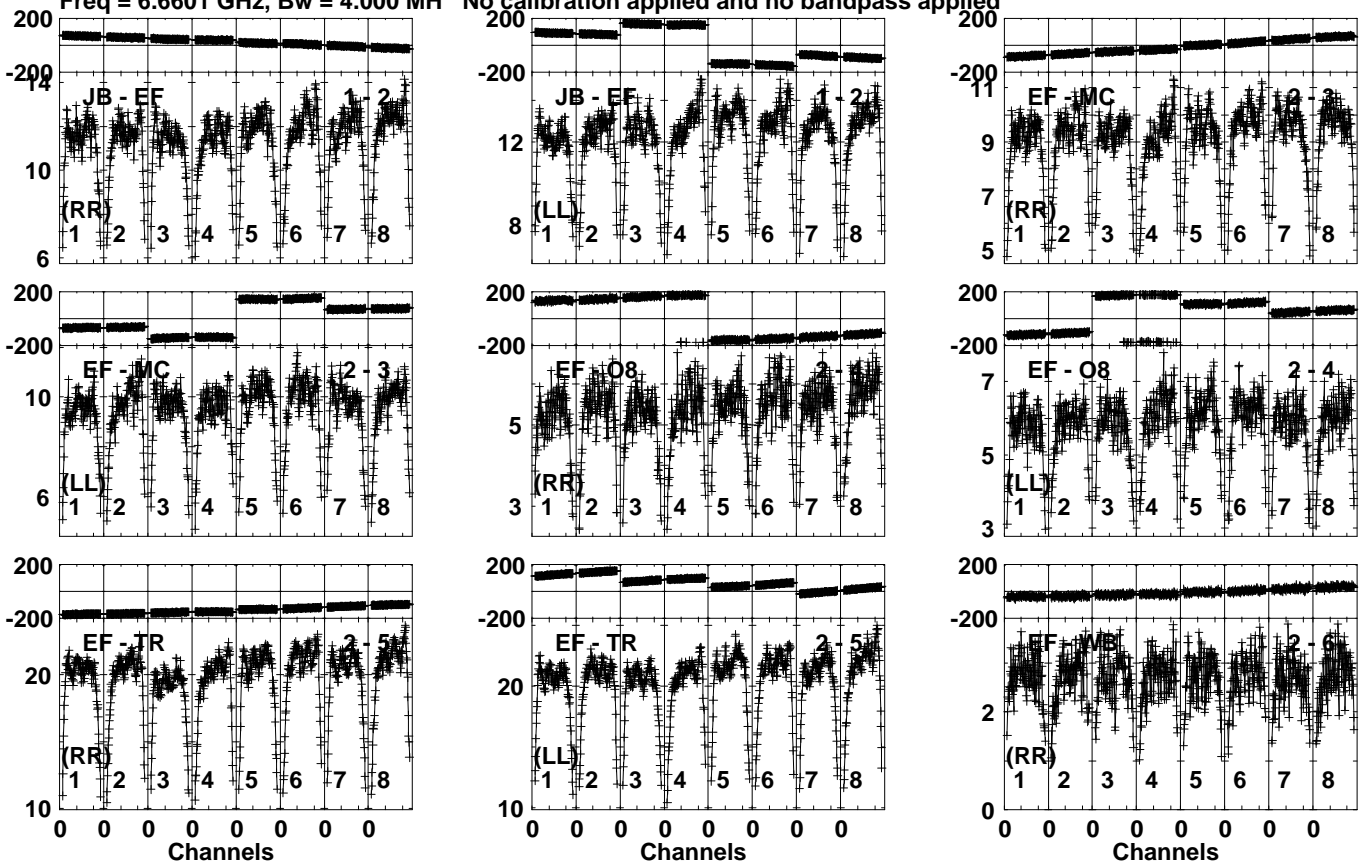 Freq = 6.6601 GHz, Bw = 4.000 MH No calibration applied and no bandpass applied
200
-200
14
10
6
JB - EF 1 - 2
(RR)
1 2 3 4 5 6 7 8
200
-200
12
8
JB - EF 1 - 2
(LL)
1 2 3 4 5 6 7 8
200
-200
11
9
7
5
EF - MC 2 - 3
(RR)
1 2 3 4 5 6 7 8
200
-200
10
6
EF - MC 2 - 3
(LL)
1 2 3 4 5 6 7 8
200
-200
5
3
EF - O8 2 - 4
(RR)
1 2 3 4 5 6 7 8
200
-200
7
5
3
EF - O8 2 - 4
(LL)
1 2 3 4 5 6 7 8
200
-200
20
10
EF - TR 2 - 5
(RR)
1 2 3 4 5 6 7 8
0 0 0 0 0 0 0 0
Channels
200
-200
20
10
EF - TR 2 - 5
(LL)
1 2 3 4 5 6 7 8
0 0 0 0 0 0 0 0
Channels
200
-200
2
0
EF - WB 2 - 6
(RR)
1 2 3 4 5 6 7 8
0 0 0 0 0 0 0 0
Channels